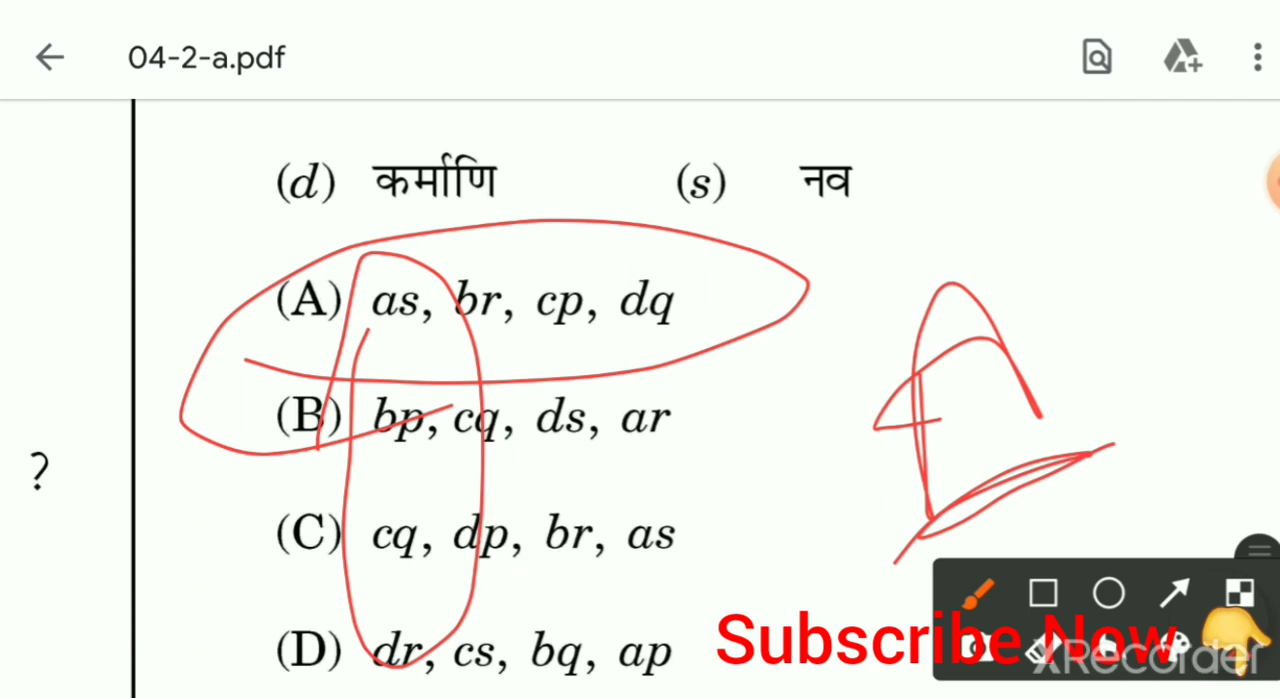 04-2-a.pdf
(d) कर्माणि (s) नव
(A) as, br, cp, dq
(B) bp, cq, ds, ar
?
(C) cq, dp, br, as
(D) dr, cs, bq, ap
Subscribe Now
XRecorder